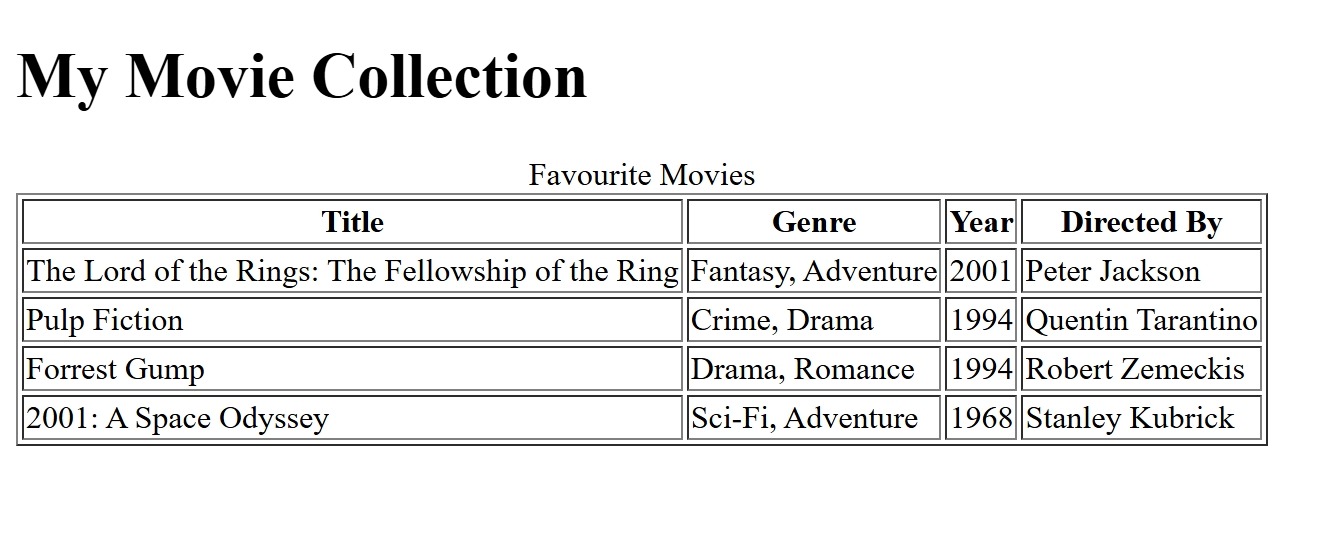 My Movie Collection
Favourite Movies
Title Genre Year Directed By
The Lord of the Rings: The Fellowship of the Ring Fantasy, Adventure 2001 Peter Jackson
Pulp Fiction Crime, Drama 1994 Quentin Tarantino
Forrest Gump Drama, Romance 1994 Robert Zemeckis
2001: A Space Odyssey Sci-Fi, Adventure 1968 Stanley Kubrick